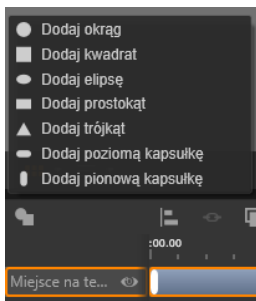 Dodaj okrąg
Dodaj kwadrat
Dodaj elipsę
Dodaj prostokąt
Dodaj trójkąt
Dodaj poziomą kapsułkę
Dodaj pionową kapsułkę
:00.00
Miejsce na te...